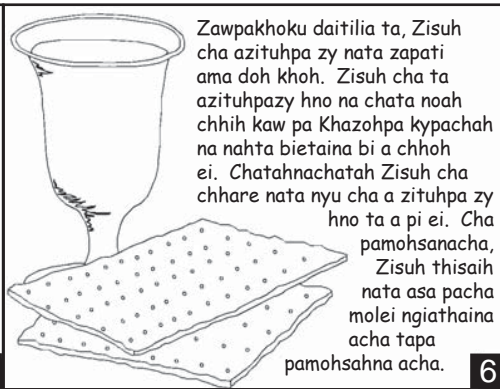 Zawpakhoku daitilia ta, Zisuh
cha azituhpa zy nata zapati
ama doh khoh. Zisuh cha ta
azituhpazy hno na chata noah
chhih kaw pa Khazohpa kypachah
na nahta bietaina bi a chhoh
ei. Chatahnachatah Zisuh cha
chhare nata nyu cha a zituhpa zy
hno ta a pi ei. Cha
pamohsanacha,
Zisuh thisaih
nata asa pacha
molei ngiathaina
acha tapa
pamohsahna acha.
6